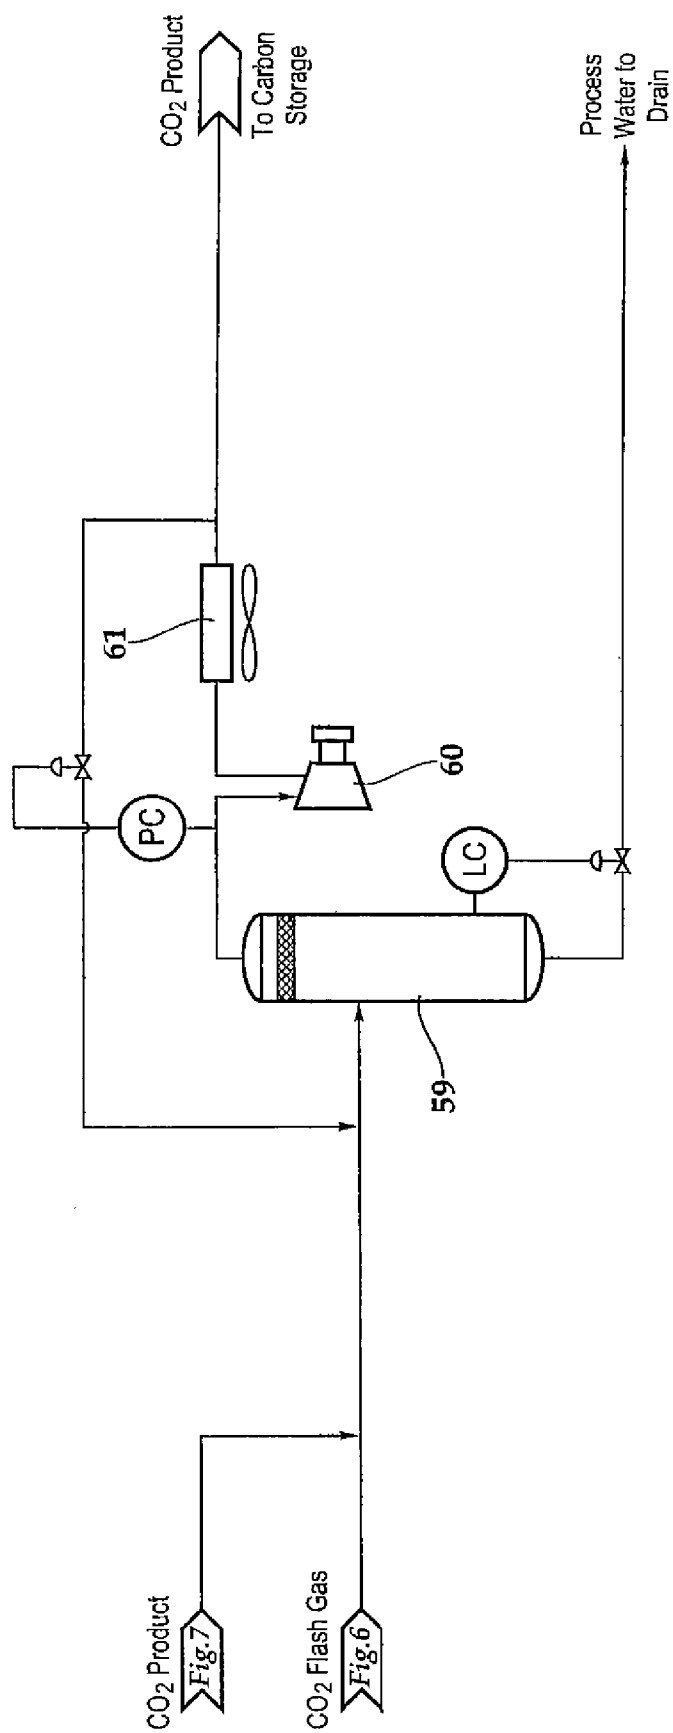 CO2 Product
Fig.7
CO2 Flash Gas
Fig.6
59
PC
LC
60
61
CO2 Product
To Carbon
Storage
Process
Water to
Drain